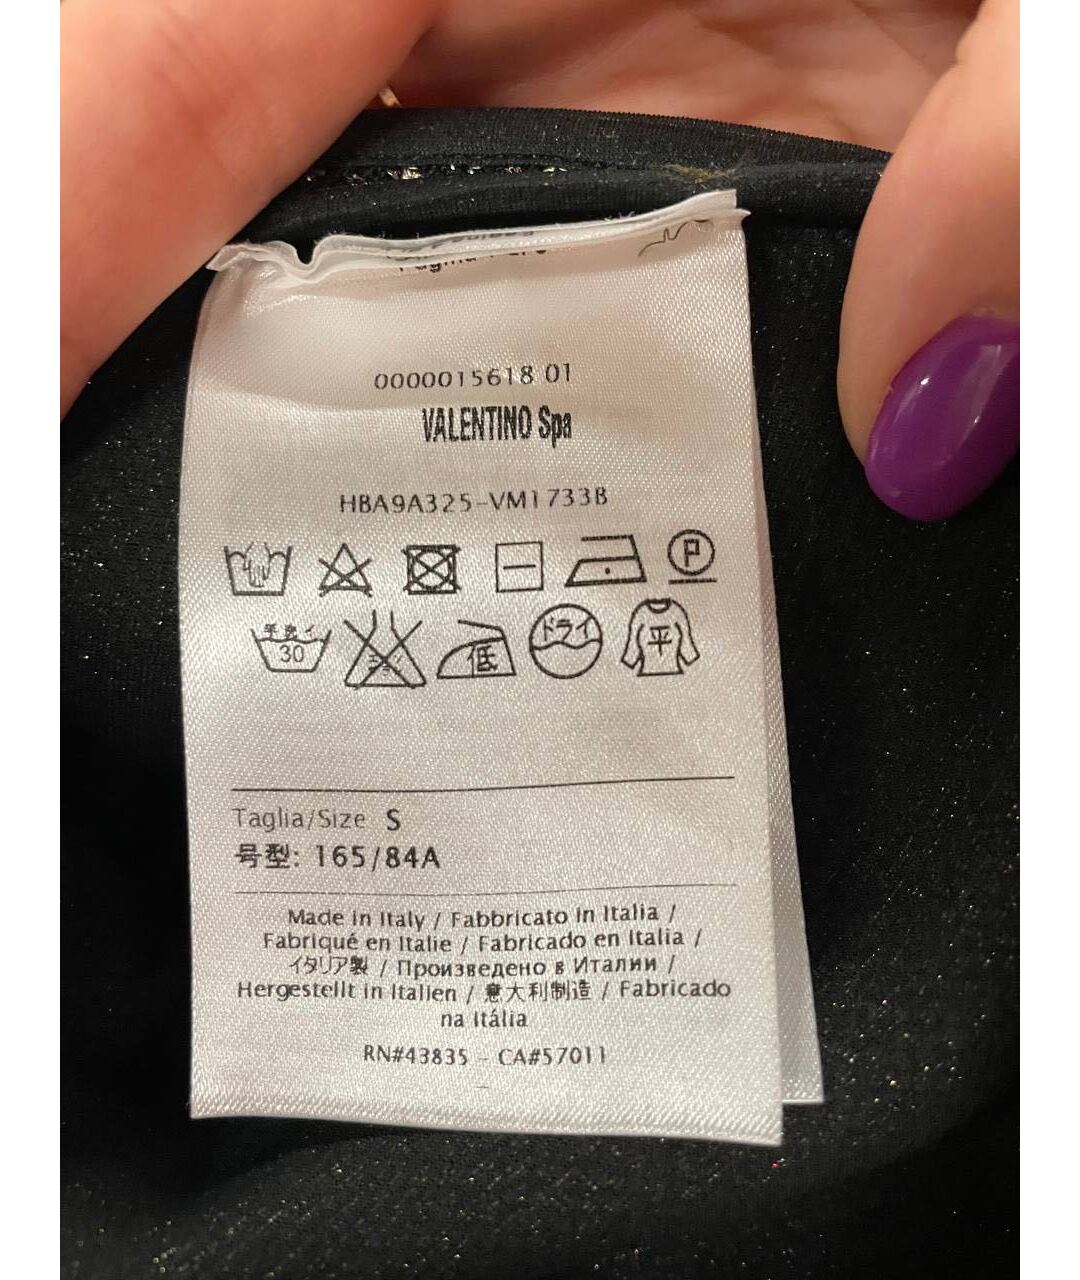 0000015618 01
VALENTINO Spa
HBA9A325-VM1733B
P
手洗イ
30
低
ドライ
平
Taglia/Size S
号型: 165/84A
Made in Italy / Fabbricato in Italia /
Fabriqué en Italie / Fabricado en Italia /
イタリア製 / Произведено в Италии /
Hergestellt in Italien / 意大利制造 / Fabricado
na Itália
RN#43835 - CA#57011